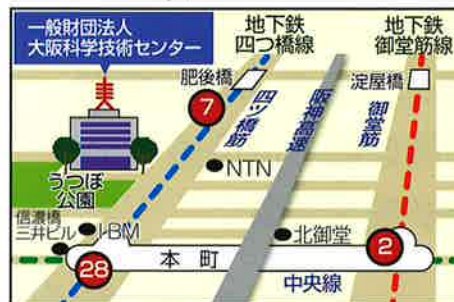 一般財団法人
大阪科学技術センター
地下鉄
四つ橋線
地下鉄
御堂筋線
肥後橋
淀屋橋
7
四ツ橋筋
阪神高速
御堂筋
NTN
うつぼ
公園
信濃橋
三井ビル
IBM
北御堂
2
本町
28
中央線